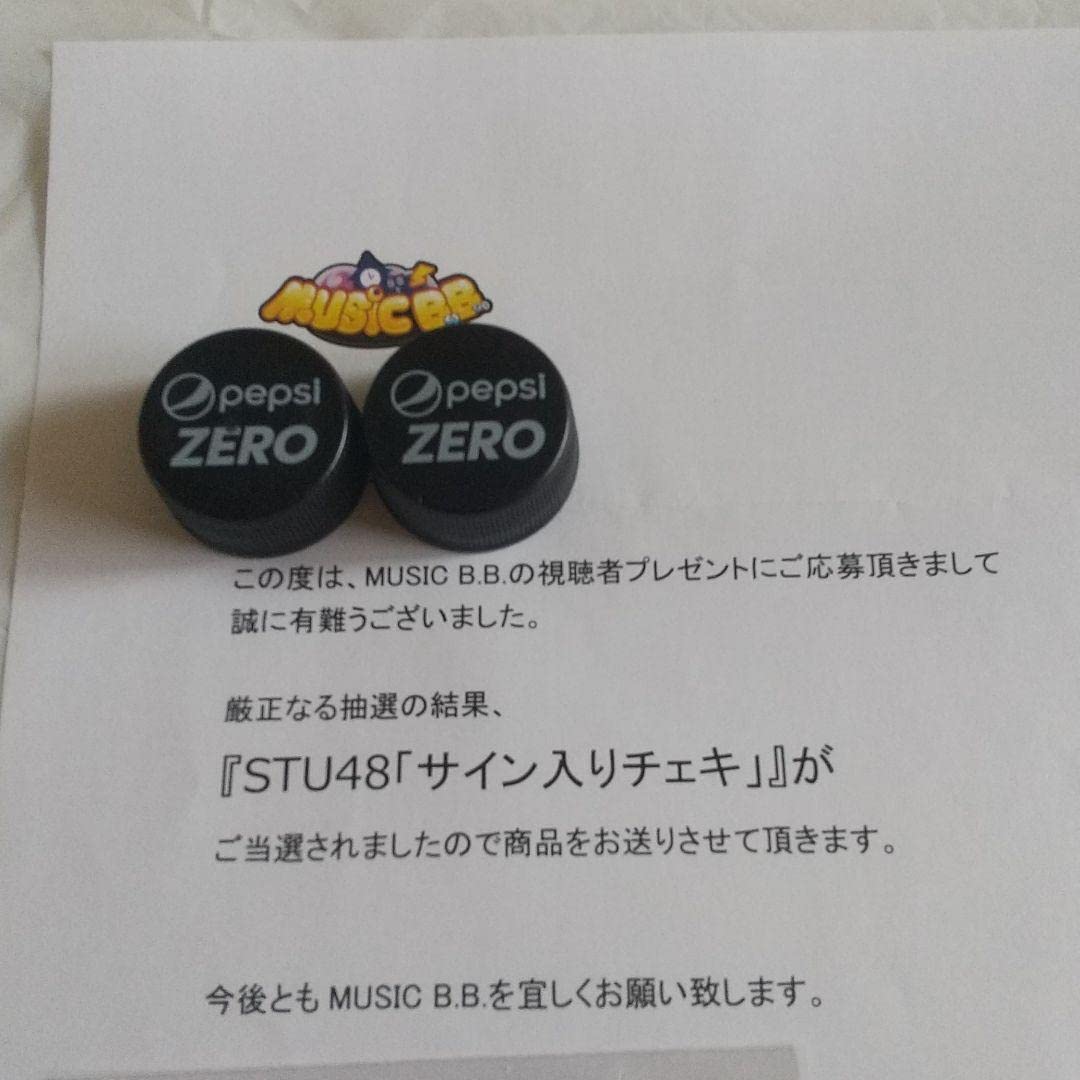 MUSIC B.B.
pepsi
ZERO
pepsi
ZERO
この度は、MUSIC B.B.の視聴者プレゼントにご応募頂きまして
誠に有難うございました。
厳正なる抽選の結果、
『STU48「サイン入りチェキ」』が
ご当選されましたので商品をお送りさせて頂きます。
今後ともMUSIC B.B.を宜しくお願い致します。